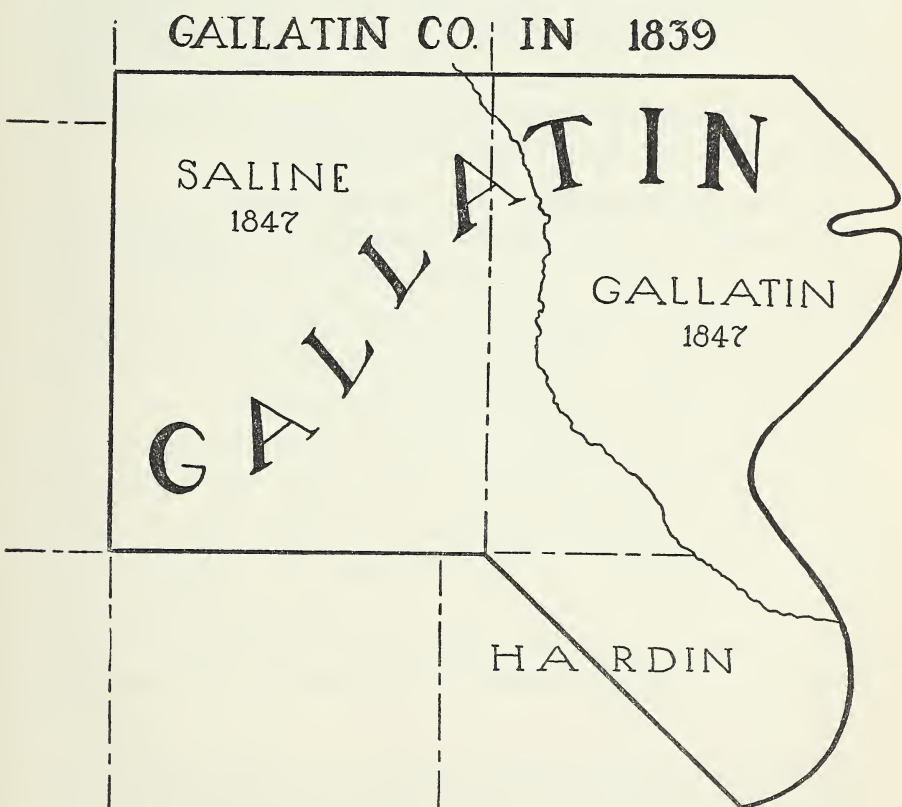 GALLATIN CO. IN 1839
GALLATIN
SALINE
1847
GALLATIN
1847
HARDIN